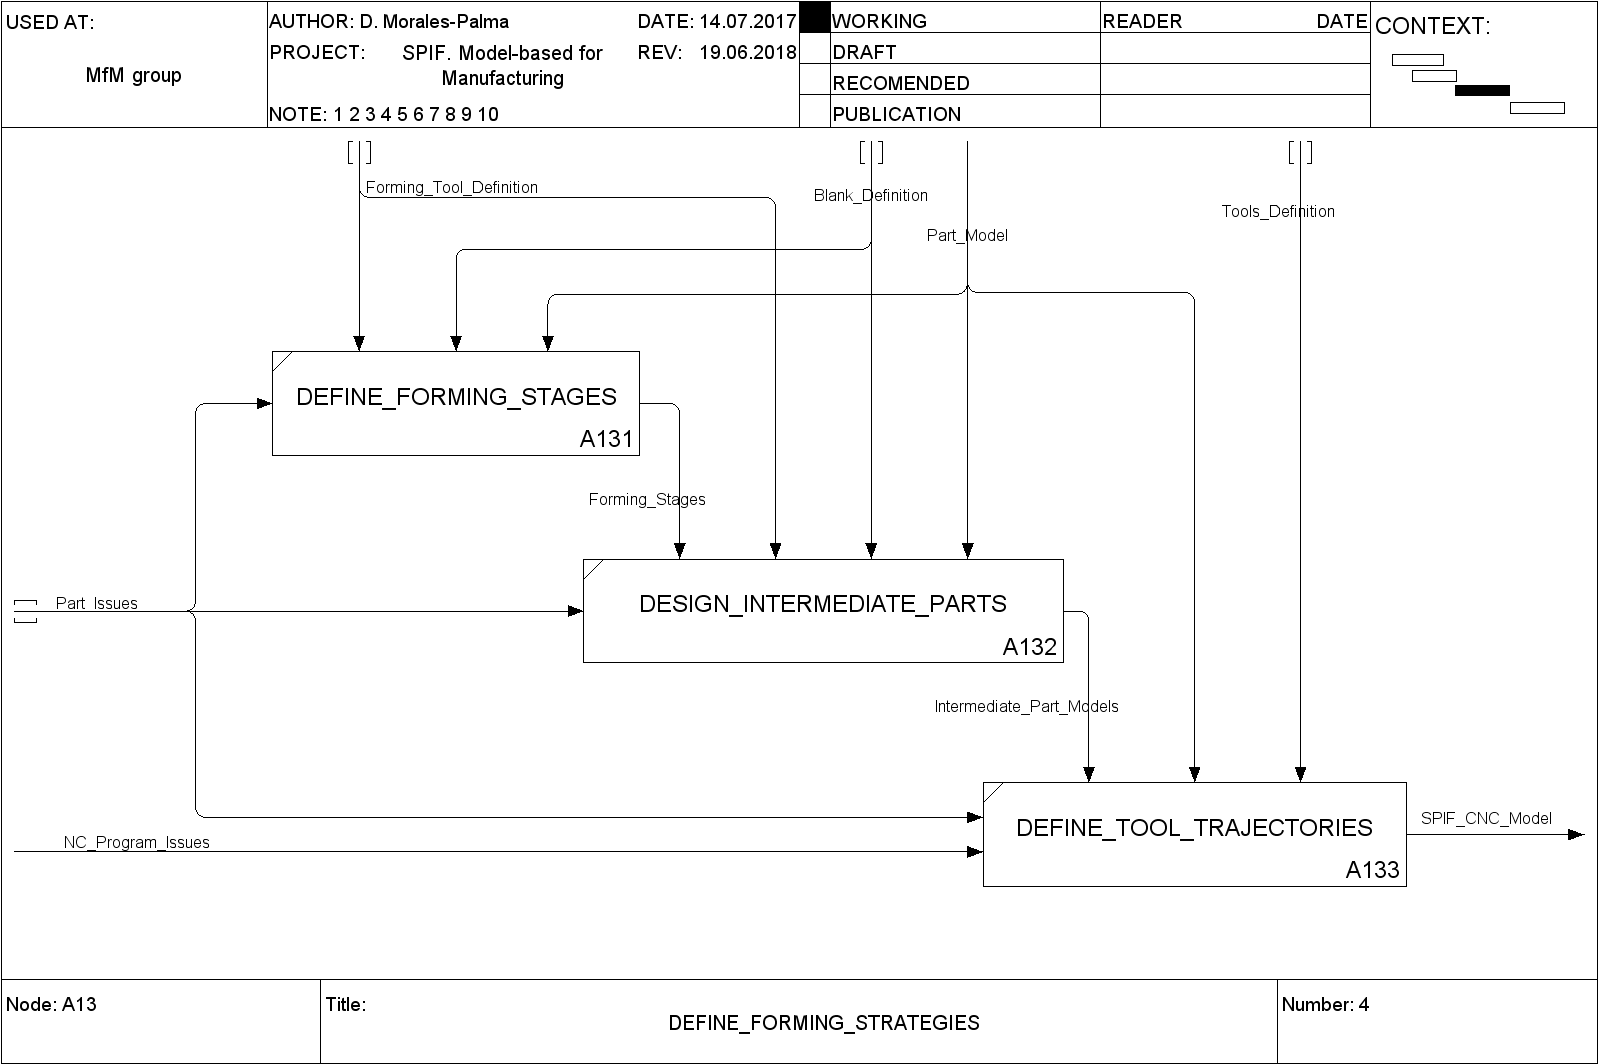 USED AT:
MfM group
AUTHOR: D. Morales-Palma
DATE: 14.07.2017
PROJECT: SPIF. Model-based for
Manufacturing
REV: 19.06.2018
NOTE: 1 2 3 4 5 6 7 8 9 10
WORKING
DRAFT
RECOMENDED
PUBLICATION
READER DATE
CONTEXT:
Forming_Tool_Definition
Blank_Definition
Part_Model
Tools_Definition
DEFINE_FORMING_STAGES
A131
Forming_Stages
Part_Issues
DESIGN_INTERMEDIATE_PARTS
A132
Intermediate_Part_Models
NC_Program_Issues
DEFINE_TOOL_TRAJECTORIES
A133
SPIF_CNC_Model
Node: A13
Title:
DEFINE_FORMING_STRATEGIES
Number: 4